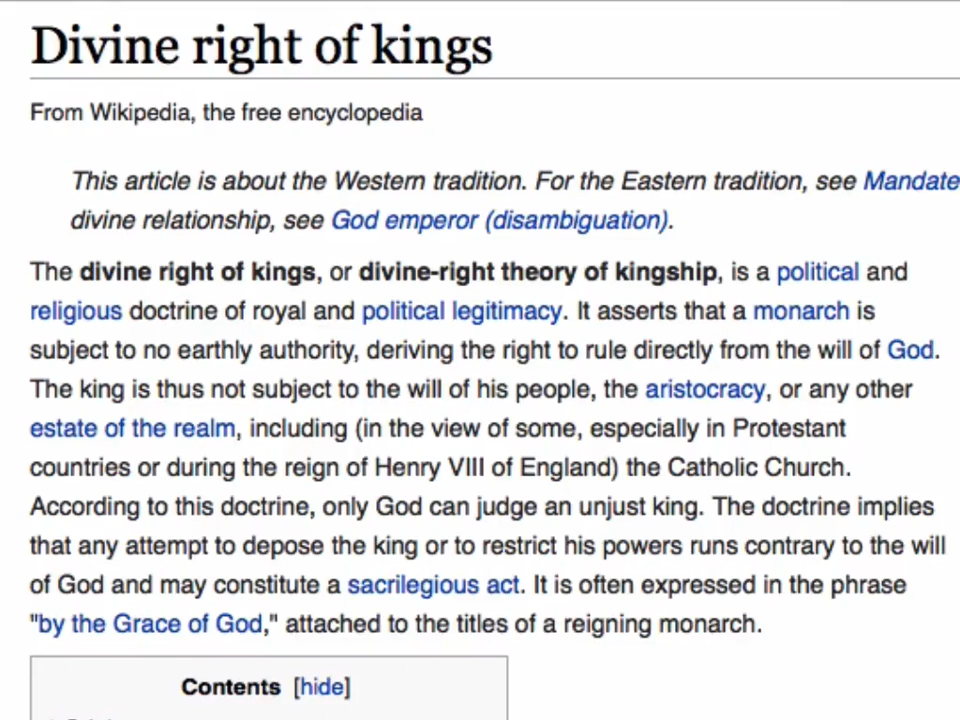 Divine right of kings
From Wikipedia, the free encyclopedia
This article is about the Western tradition. For the Eastern tradition, see Mandate
divine relationship, see God emperor (disambiguation).
The divine right of kings, or divine-right theory of kingship, is a political and
religious doctrine of royal and political legitimacy. It asserts that a monarch is
subject to no earthly authority, deriving the right to rule directly from the will of God.
The king is thus not subject to the will of his people, the aristocracy, or any other
estate of the realm, including (in the view of some, especially in Protestant
countries or during the reign of Henry VIII of England) the Catholic Church.
According to this doctrine, only God can judge an unjust king. The doctrine implies
that any attempt to depose the king or to restrict his powers runs contrary to the will
of God and may constitute a sacrilegious act. It is often expressed in the phrase
"by the Grace of God," attached to the titles of a reigning monarch.
Contents [hide]